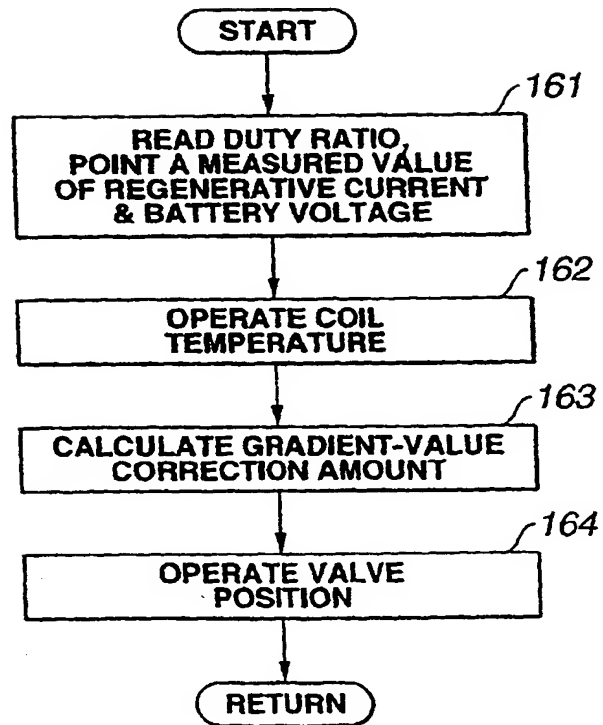 START
161
READ DUTY RATIO,
POINT A MEASURED VALUE
OF REGENERATIVE CURRENT
& BATTERY VOLTAGE
162
OPERATE COIL
TEMPERATURE
163
CALCULATE GRADIENT-VALUE
CORRECTION AMOUNT
164
OPERATE VALVE
POSITION
RETURN